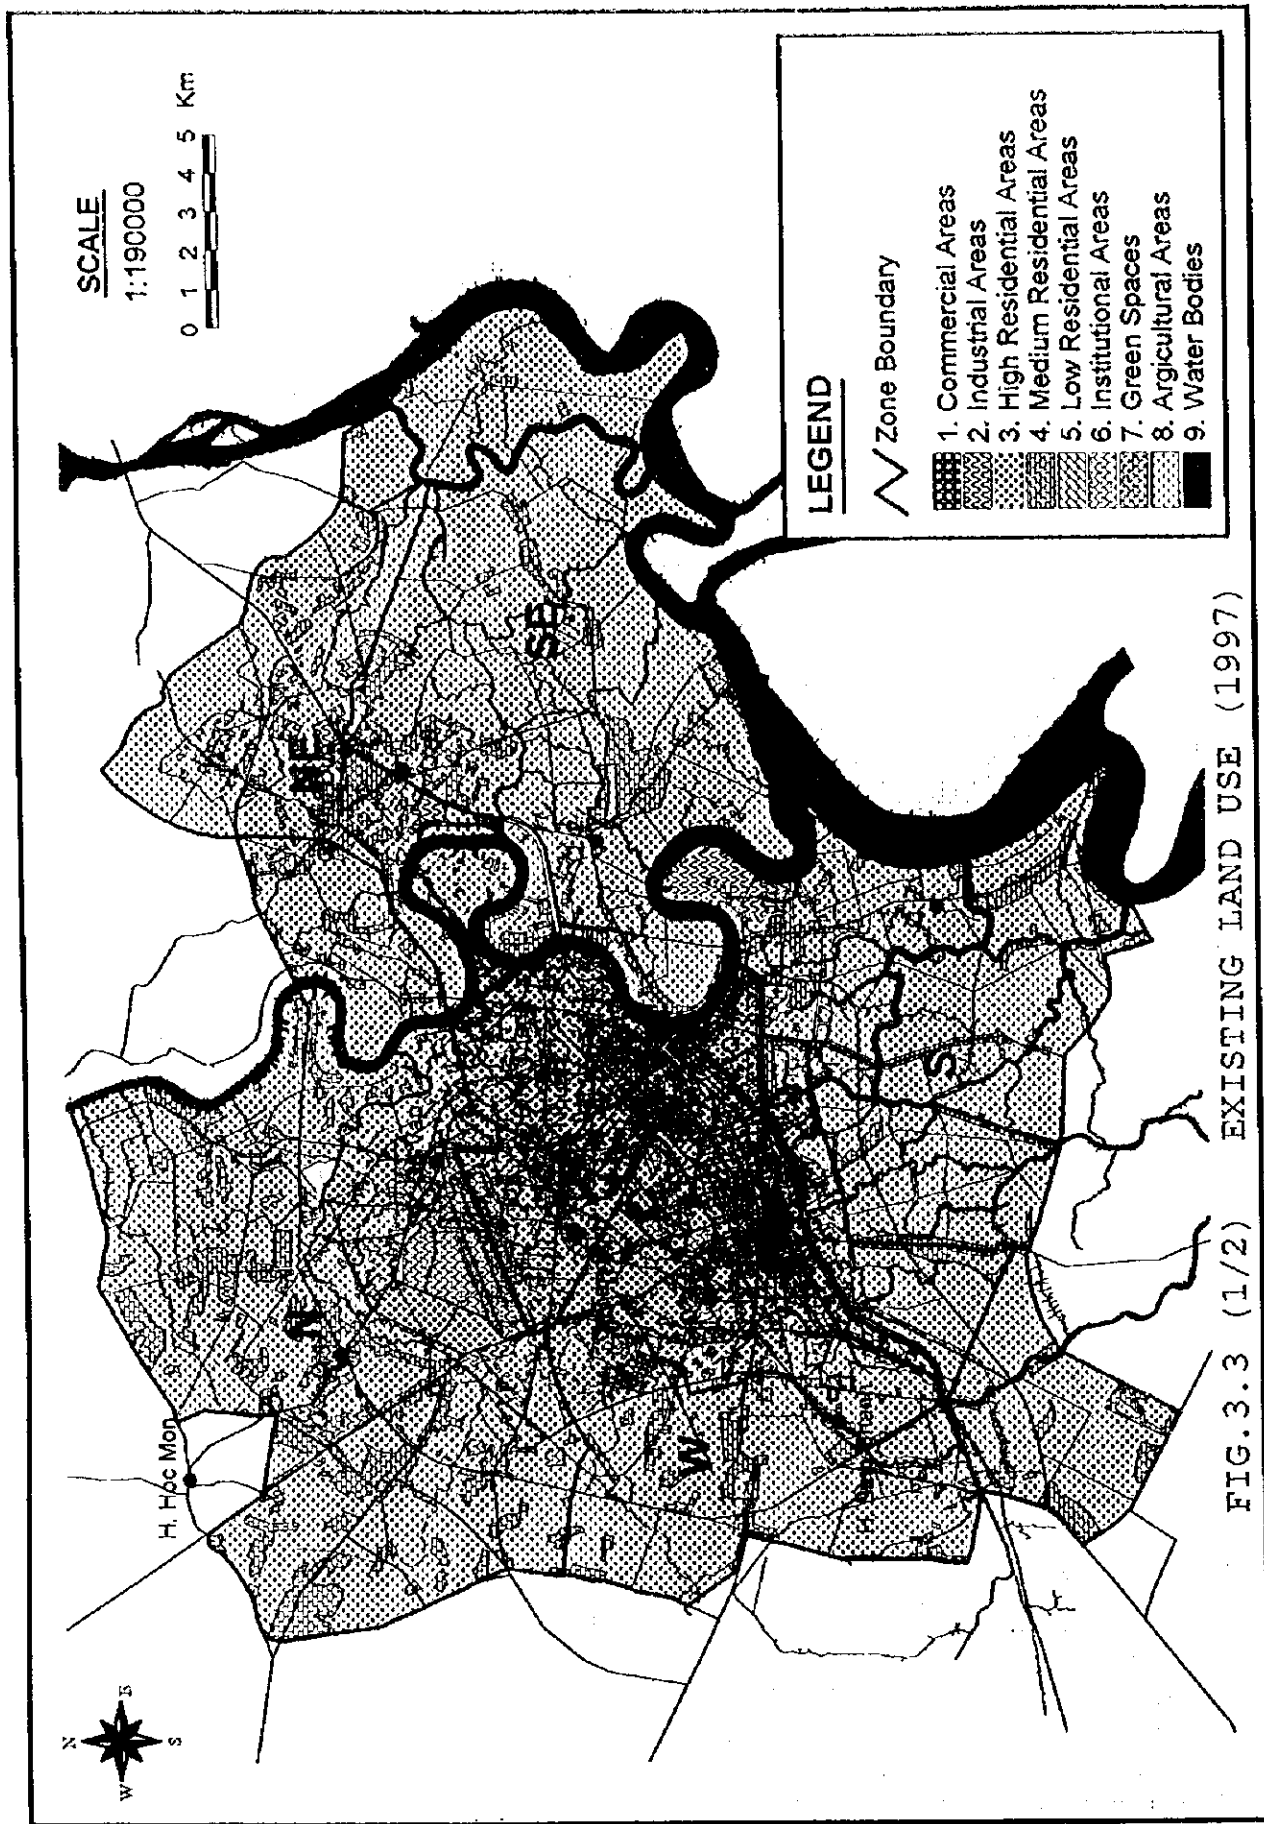 N
W
E
S
SCALE
1:190000
0 1 2 3 4 5 Km
H. Hoc Mon
N
NE
SE
W
S
LEGEND
Zone Boundary
1. Commercial Areas
2. Industrial Areas
3. High Residential Areas
4. Medium Residential Areas
5. Low Residential Areas
6. Institutional Areas
7. Green Spaces
8. Argicultural Areas
9. Water Bodies
FIG.3.3 (1/2) EXISTING LAND USE (1997)